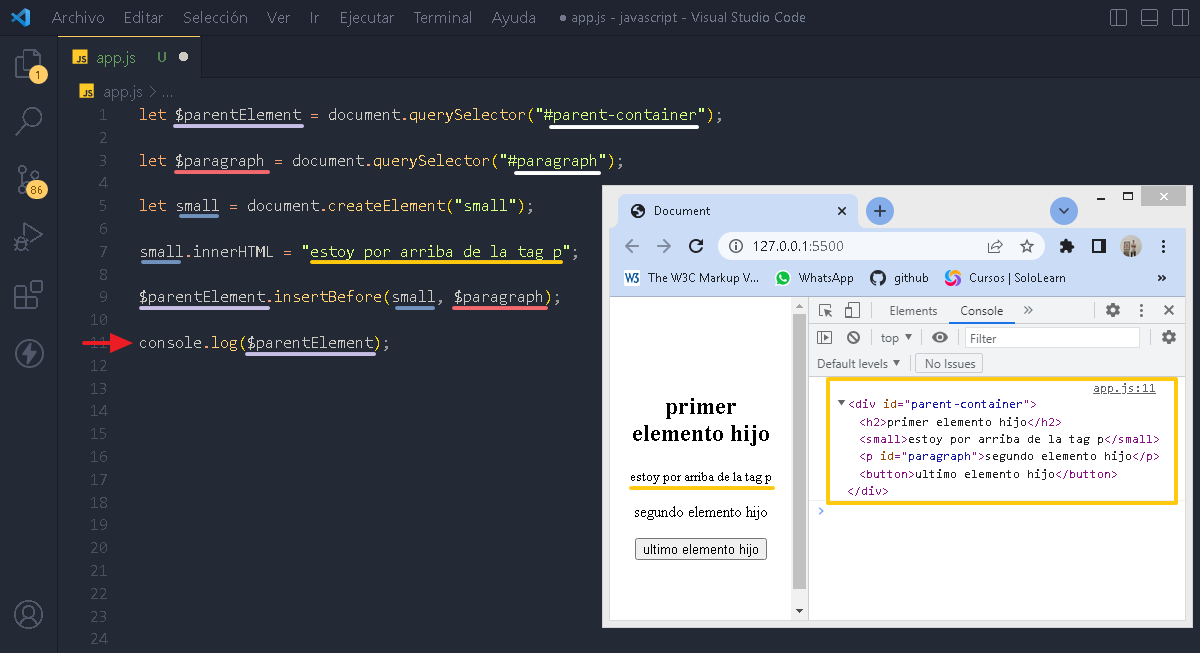 Archivo Editar Selección Ver Ir Ejecutar Terminal Ayuda ● app.js - javascript - Visual Studio Code
JS app.js U ●
JS app.js > ...
1
86
1 let $parentElement = document.querySelector("#parent-container");
2
3 let $paragraph = document.querySelector("#paragraph");
4
5 let small = document.createElement("small");
6
7 small.innerHTML = "estoy por arriba de la tag p";
8
9 $parentElement.insertBefore(small, $paragraph);
10
11 console.log($parentElement);
12
13
14
15
16
17
18
19
20
21
22
23
24
Document
127.0.0.1:5500
W3 The W3C Markup V... WhatsApp github Cursos | SoloLearn »
primer
elemento hijo
estoy por arriba de la tag p
segundo elemento hijo
ultimo elemento hijo
Elements Console »
top ▼ Filter
Default levels ▼ No Issues
app.js:11
▼<div id="parent-container">
<h2>primer elemento hijo</h2>
<small>estoy por arriba de la tag p</small>
<p id="paragraph">segundo elemento hijo</p>
<button>ultimo elemento hijo</button>
</div>
>